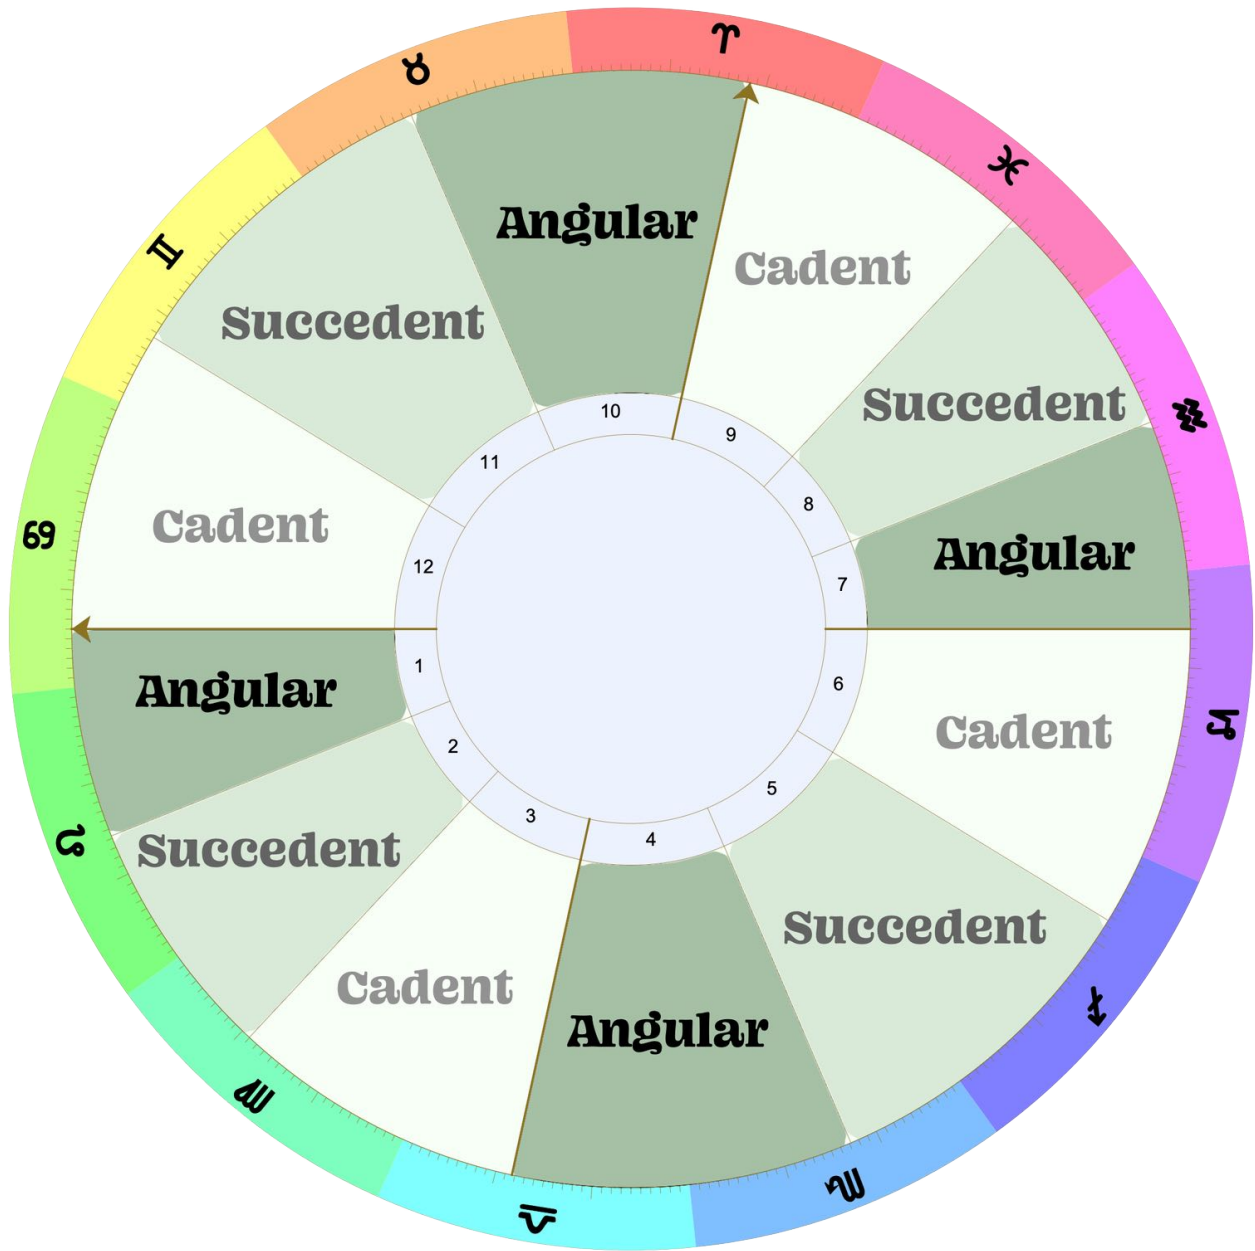 ♈
♉
♓
Angular
♊
Cadent
Succedent
Succedent
10
♒
9
11
8
Cadent
Angular
♋
12
7
1
6
Angular
♑
Cadent
2
5
3
4
♌
Succedent
Succedent
Cadent
♐
Angular
♍
♏
♎